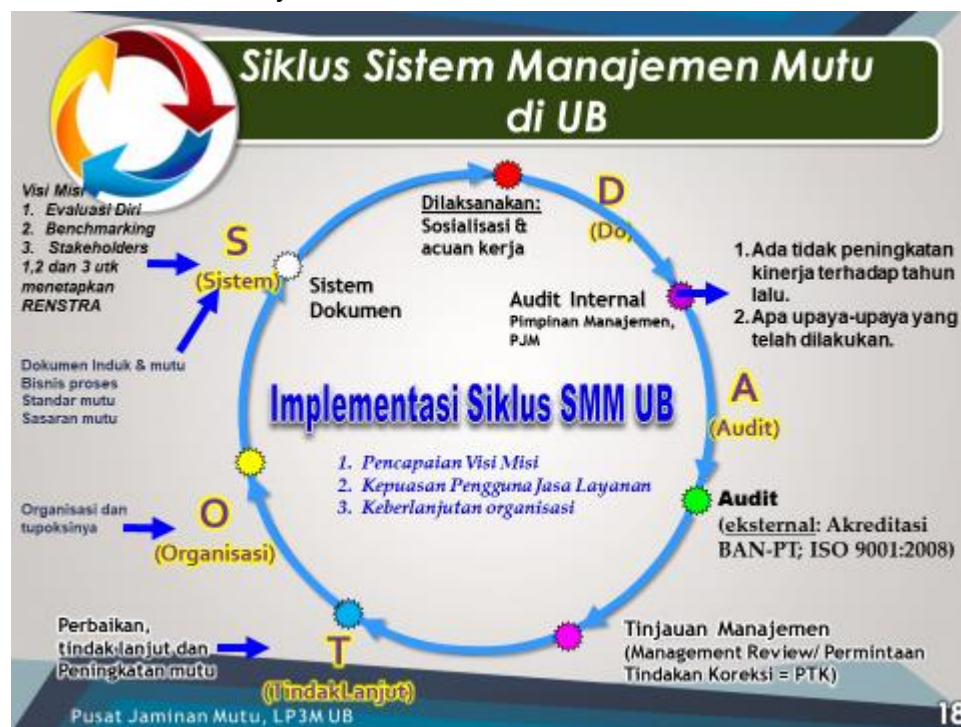 Siklus Sistem Manajemen Mutu
di UB
Visi Misi
1. Evaluasi Diri
2. Benchmarking
3. Stakeholders
1,2 dan 3 utk
menetapkan
RENSTRA
S
(Sistem)
Sistem
Dokumen
Dokumen Induk & mutu
Bisnis proses
Standar mutu
Sasaran mutu
Dilaksanakan:
Sosialisasi &
acuan kerja
D
(Do)
Audit Internal
Pimpinan Manajemen,
PJM
1. Ada tidak peningkatan
kinerja terhadap tahun
lalu.
2. Apa upaya-upaya yang
telah dilakukan.
A
(Audit)
Implementasi Siklus SMM UB
1. Pencapaian Visi Misi
2. Kepuasan Pengguna Jasa Layanan
3. Keberlanjutan organisasi
Audit
(eksternal: Akreditasi
BAN-PT; ISO 9001:2008)
Organisasi dan
tupoksinya
O
(Organisasi)
Perbaikan,
tindak lanjut dan
Peningkatan mutu
T
(TindakLanjut)
Tinjauan Manajemen
(Management Review/ Permintaan
Tindakan Koreksi = PTK)
Pusat Jaminan Mutu, LP3M UB
18